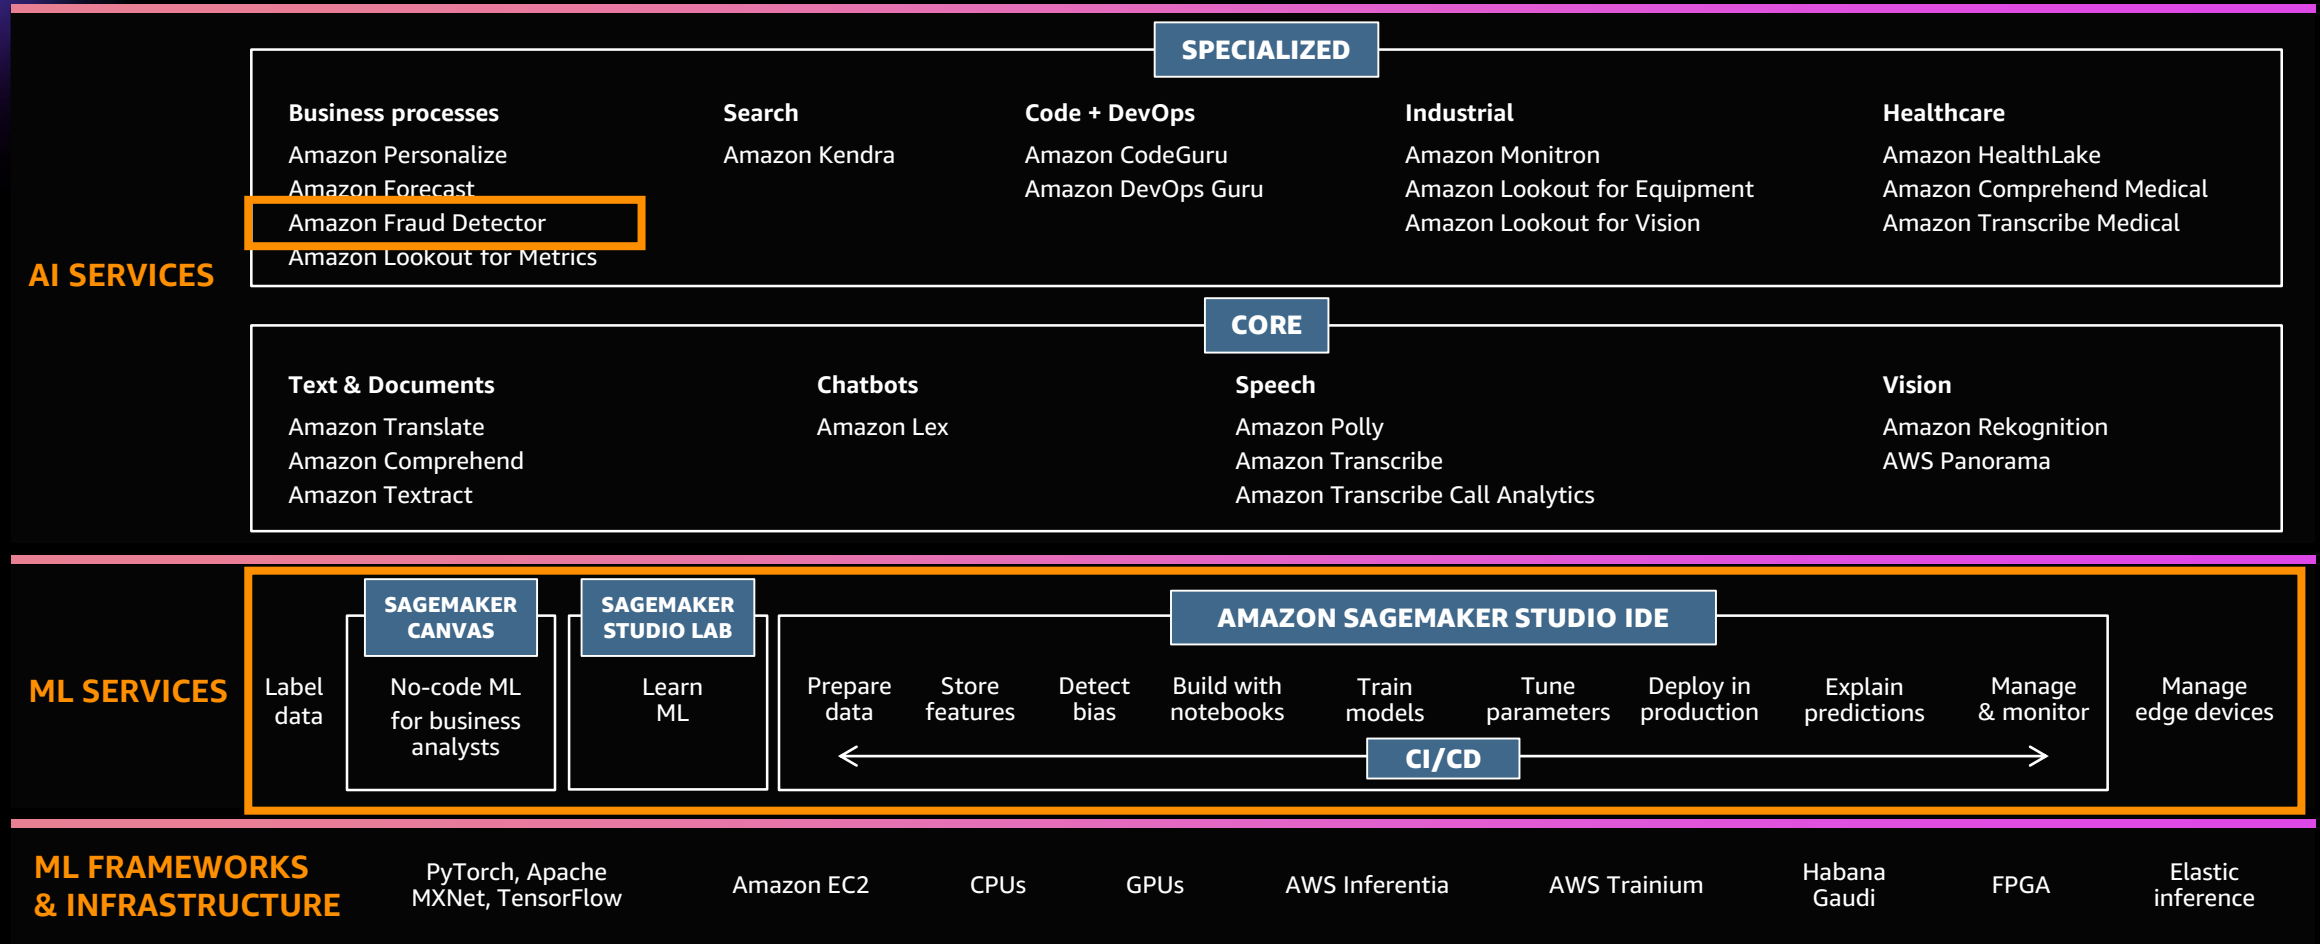 SPECIALIZED
Business processes
Amazon Personalize
Amazon Forecast
Amazon Fraud Detector
Amazon Lookout for Metrics
Search
Amazon Kendra
Code + DevOps
Amazon CodeGuru
Amazon DevOps Guru
Industrial
Amazon Monitron
Amazon Lookout for Equipment
Amazon Lookout for Vision
Healthcare
Amazon HealthLake
Amazon Comprehend Medical
Amazon Transcribe Medical
AI SERVICES
CORE
Text & Documents
Amazon Translate
Amazon Comprehend
Amazon Textract
Chatbots
Amazon Lex
Speech
Amazon Polly
Amazon Transcribe
Amazon Transcribe Call Analytics
Vision
Amazon Rekognition
AWS Panorama
ML SERVICES
Label
data
SAGEMAKER
CANVAS
No-code ML
for business
analysts
SAGEMAKER
STUDIO LAB
Learn
ML
AMAZON SAGEMAKER STUDIO IDE
Prepare
data
Store
features
Detect
bias
Build with
notebooks
Train
models
Tune
parameters
Deploy in
production
Explain
predictions
Manage
& monitor
CI/CD
Manage
edge devices
ML FRAMEWORKS
& INFRASTRUCTURE
PyTorch, Apache
MXNet, TensorFlow
Amazon EC2
CPUs
GPUs
AWS Inferentia
AWS Trainium
Habana
Gaudi
FPGA
Elastic
inference